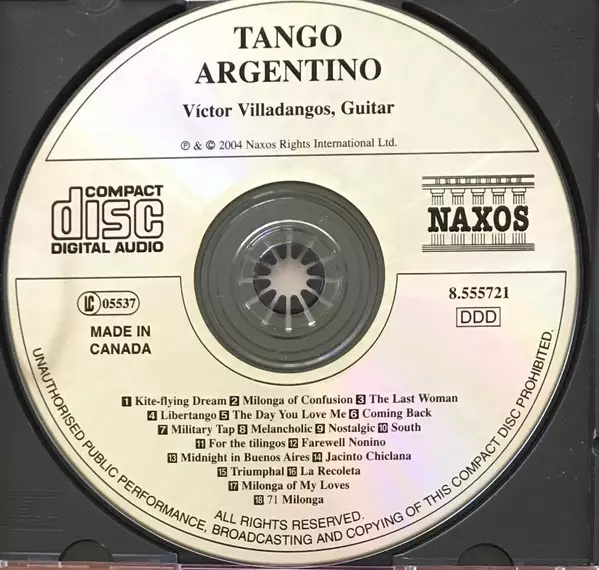 TANGO
ARGENTINO
Víctor Villadangos, Guitar
℗ & © 2004 Naxos Rights International Ltd.
COMPACT
disc
DIGITAL AUDIO
NAXOS
LC 05537
8.555721
DDD
MADE IN
CANADA
1 Kite-flying Dream 2 Milonga of Confusion 3 The Last Woman
4 Libertango 5 The Day You Love Me 6 Coming Back
7 Military Tap 8 Melancholic 9 Nostalgic 10 South
11 For the tilingos 12 Farewell Nonino
13 Midnight in Buenos Aires 14 Jacinto Chiclana
15 Triumphal 16 La Recoleta
17 Milonga of My Loves
18 71 Milonga
ALL RIGHTS RESERVED.
UNAUTHORISED PUBLIC PERFORMANCE, BROADCASTING AND COPYING OF THIS COMPACT DISC PROHIBITED.